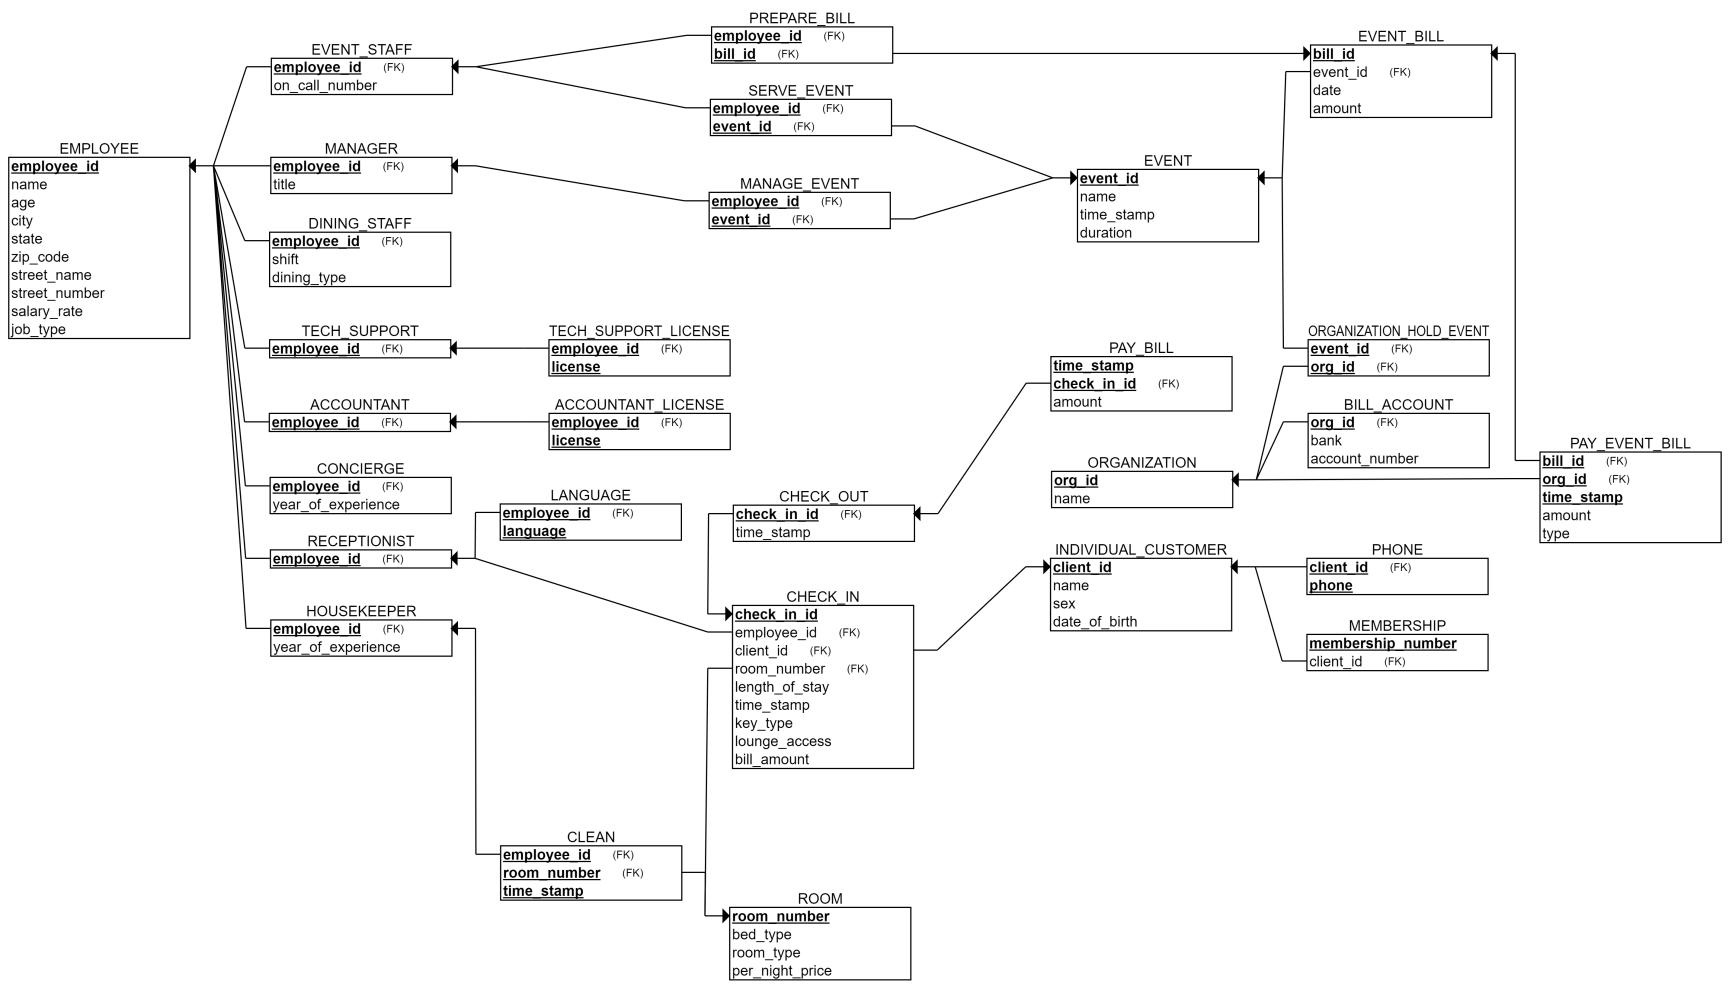 PREPARE_BILL
employee_id (FK)
bill_id (FK)
EVENT_STAFF
employee_id (FK)
on_call_number
EVENT_BILL
bill_id
event_id (FK)
date
amount
SERVE_EVENT
employee_id (FK)
event_id (FK)
EMPLOYEE
employee_id
name
age
city
state
zip_code
street_name
street_number
salary_rate
job_type
MANAGER
employee_id (FK)
title
MANAGE_EVENT
employee_id (FK)
event_id (FK)
EVENT
event_id
name
time_stamp
duration
DINING_STAFF
employee_id (FK)
shift
dining_type
TECH_SUPPORT
employee_id (FK)
TECH_SUPPORT_LICENSE
employee_id (FK)
license
PAY_BILL
time_stamp
check_in_id (FK)
amount
ORGANIZATION_HOLD_EVENT
event_id (FK)
org_id (FK)
ACCOUNTANT
employee_id (FK)
ACCOUNTANT_LICENSE
employee_id (FK)
license
BILL_ACCOUNT
org_id (FK)
bank
account_number
PAY_EVENT_BILL
bill_id (FK)
org_id (FK)
time_stamp
amount
type
CONCIERGE
employee_id (FK)
year_of_experience
ORGANIZATION
org_id
name
LANGUAGE
employee_id (FK)
language
CHECK_OUT
check_in_id (FK)
time_stamp
RECEPTIONIST
employee_id (FK)
INDIVIDUAL_CUSTOMER
client_id
name
sex
date_of_birth
PHONE
client_id (FK)
phone
HOUSEKEEPER
employee_id (FK)
year_of_experience
CHECK_IN
check_in_id
employee_id (FK)
client_id (FK)
room_number (FK)
length_of_stay
time_stamp
key_type
lounge_access
bill_amount
MEMBERSHIP
membership_number
client_id (FK)
CLEAN
employee_id (FK)
room_number (FK)
time_stamp
ROOM
room_number
bed_type
room_type
per_night_price